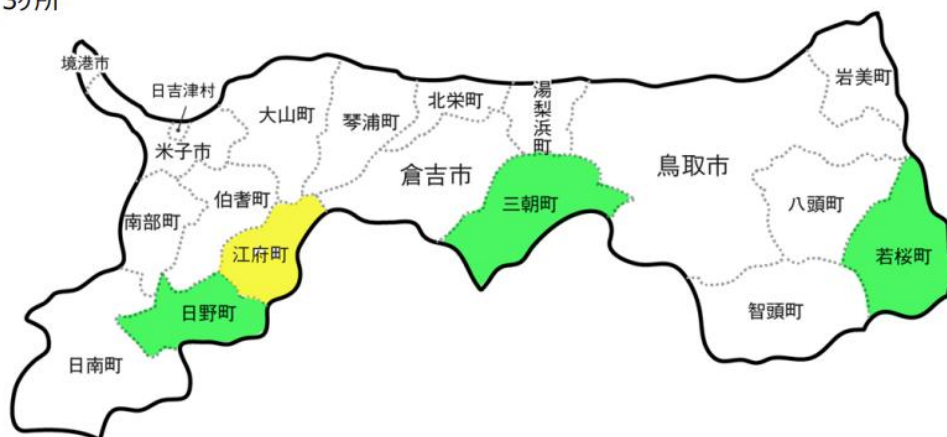 3ケ所
境港市
日吉津村
米子市
大山町
琴浦町
北栄町
湯梨浜町
岩美町
鳥取市
倉吉市
三朝町
八頭町
若桜町
伯耆町
南部町
江府町
日野町
智頭町
日南町